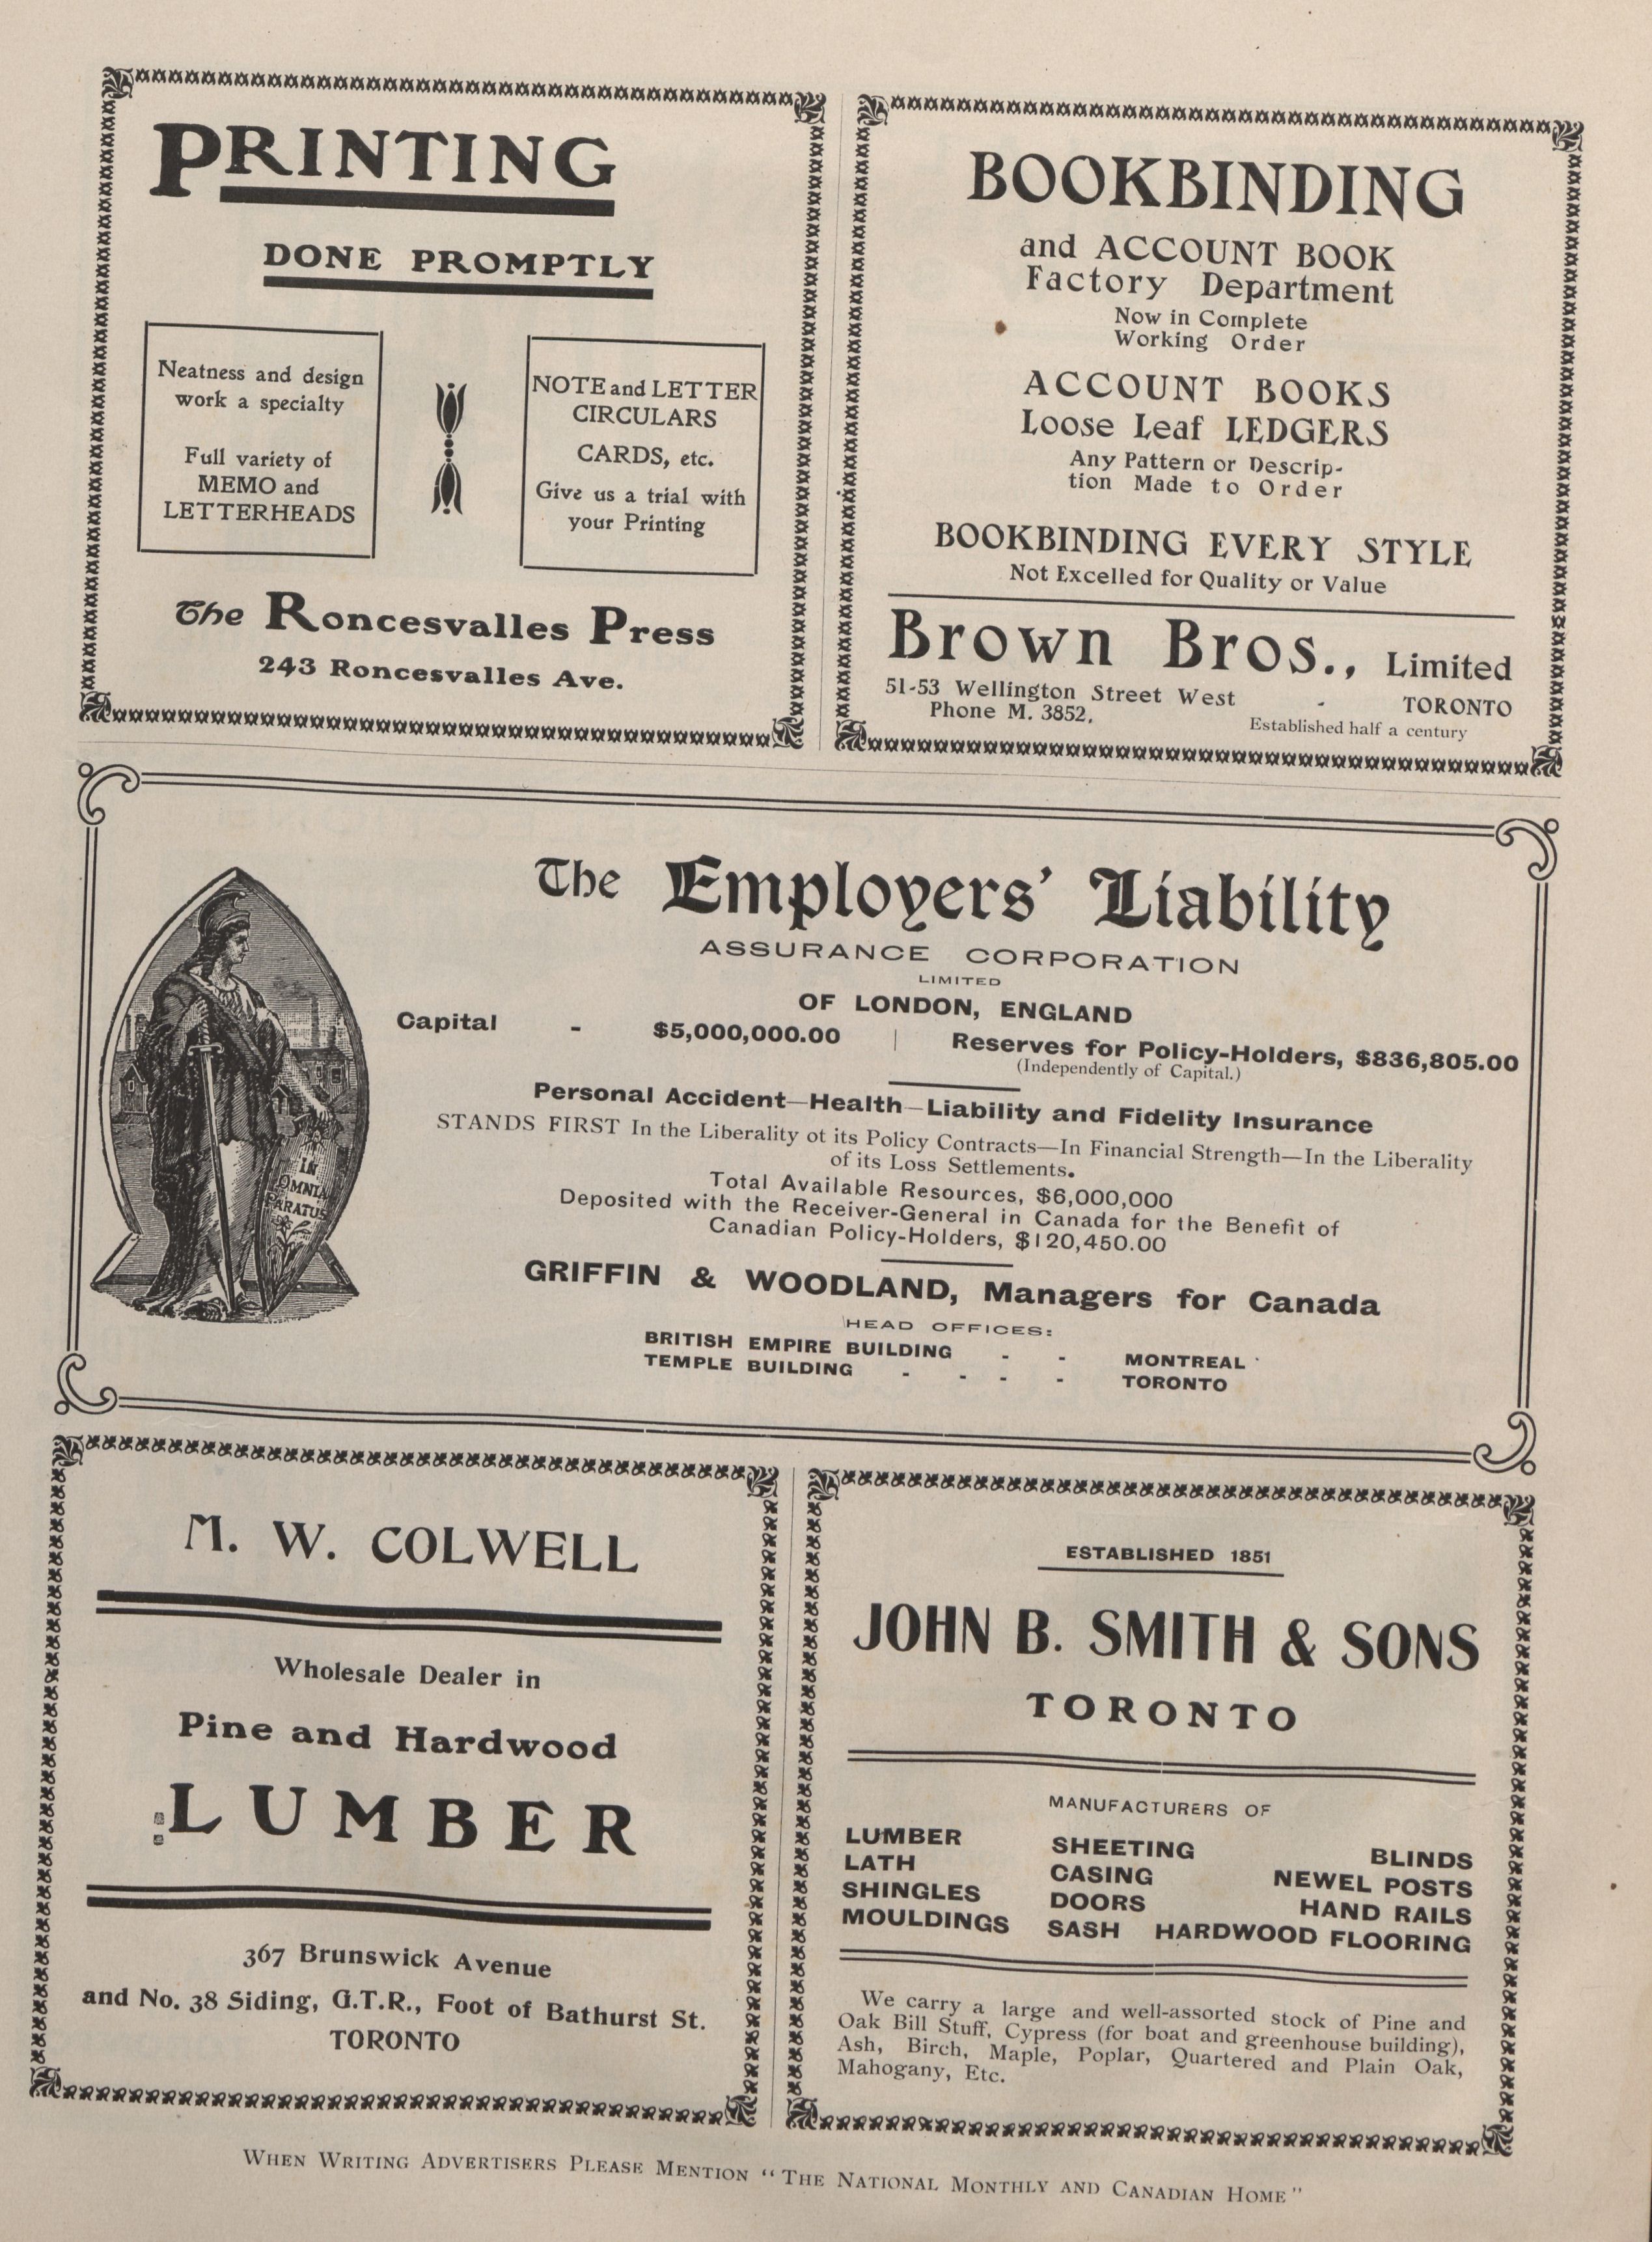 PRINTING
DONE PROMPTLY
Neatness and design
work a specialty
Full variety of
MEMO and
LETTERHEADS
NOTE and LETTER
CIRCULARS
CARDS, etc.
Give us a trial with
your Printing
The Roncesvalles Press
243 Roncesvalles Ave.
BOOKBINDING
and ACCOUNT BOOK
Factory Department
Now in Complete
Working Order
ACCOUNT BOOKS
Loose Leaf LEDGERS
Any Pattern or Descrip-
tion Made to Order
BOOKBINDING EVERY STYLE
Not Excelled for Quality or Value
Brown Bros., Limited
51-53 Wellington Street West - TORONTO
Phone M. 3852.
Established half a century
The Employers' Liability
ASSURANCE CORPORATION
LIMITED
OF LONDON, ENGLAND
Capital - $5,000,000.00 | Reserves for Policy-Holders, $836,805.00
(Independently of Capital.)
Personal Accident—Health—Liability and Fidelity Insurance
STANDS FIRST In the Liberality ot its Policy Contracts—In Financial Strength—In the Liberality
of its Loss Settlements.
Total Available Resources, $6,000,000
Deposited with the Receiver-General in Canada for the Benefit of
Canadian Policy-Holders, $120,450.00
GRIFFIN & WOODLAND, Managers for Canada
HEAD OFFICES:
BRITISH EMPIRE BUILDING - - MONTREAL
TEMPLE BUILDING - - - - TORONTO
IN
OMNIA
PARATUS
M. W. COLWELL
Wholesale Dealer in
Pine and Hardwood
LUMBER
367 Brunswick Avenue
and No. 38 Siding, G.T.R., Foot of Bathurst St.
TORONTO
ESTABLISHED 1851
JOHN B. SMITH & SONS
TORONTO
MANUFACTURERS OF
LUMBER SHEETING BLINDS
LATH CASING NEWEL POSTS
SHINGLES DOORS HAND RAILS
MOULDINGS SASH HARDWOOD FLOORING
We carry a large and well-assorted stock of Pine and
Oak Bill Stuff, Cypress (for boat and greenhouse building),
Ash, Birch, Maple, Poplar, Quartered and Plain Oak,
Mahogany, Etc.
WHEN WRITING ADVERTISERS PLEASE MENTION "THE NATIONAL MONTHLY AND CANADIAN HOME"